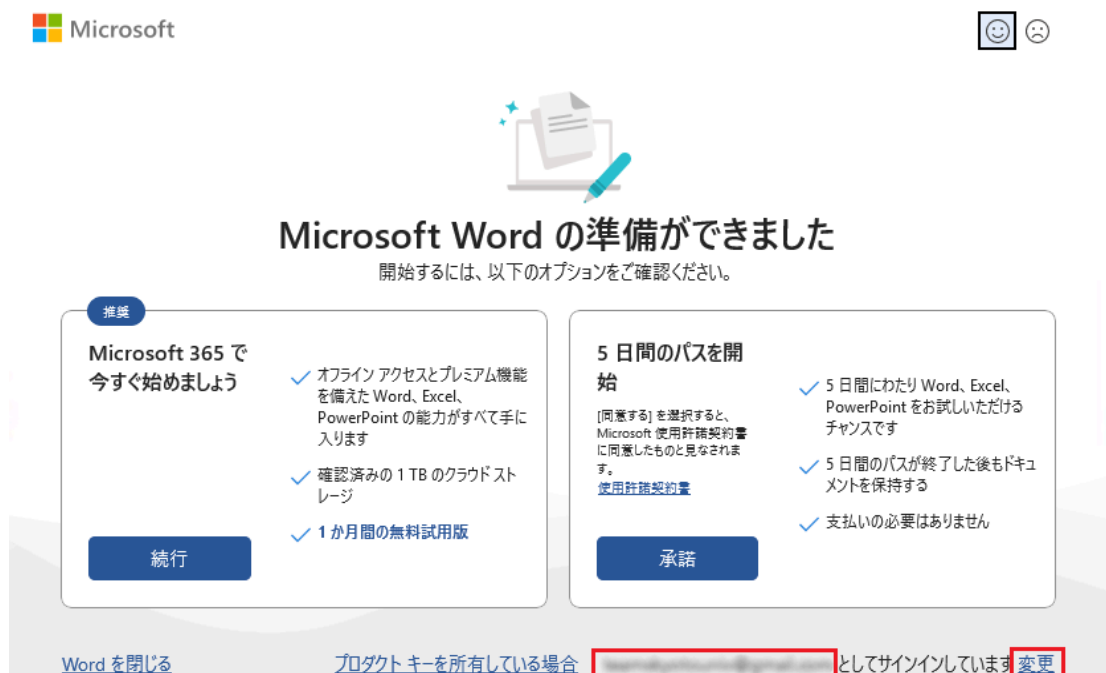 Microsoft
Microsoft Word の準備ができました
開始するには、以下のオプションをご確認ください。
推奨
Microsoft 365 で
今すぐ始めましょう
オフライン アクセスとプレミアム機能
を備えた Word、Excel、
PowerPoint の能力がすべて手に
入ります
確認済みの 1 TB のクラウド スト
レージ
1 か月間の無料試用版
続行
5 日間のパスを開
始
[同意する] を選択すると、
Microsoft 使用許諾契約書
に同意したものと見なされま
す。
使用許諾契約書
5 日間にわたり Word、Excel、
PowerPoint をお試しいただける
チャンスです
5 日間のパスが終了した後もドキュ
メントを保持する
支払いの必要はありません
承諾
Word を閉じる
プロダクト キーを所有している場合
としてサインインしています 変更